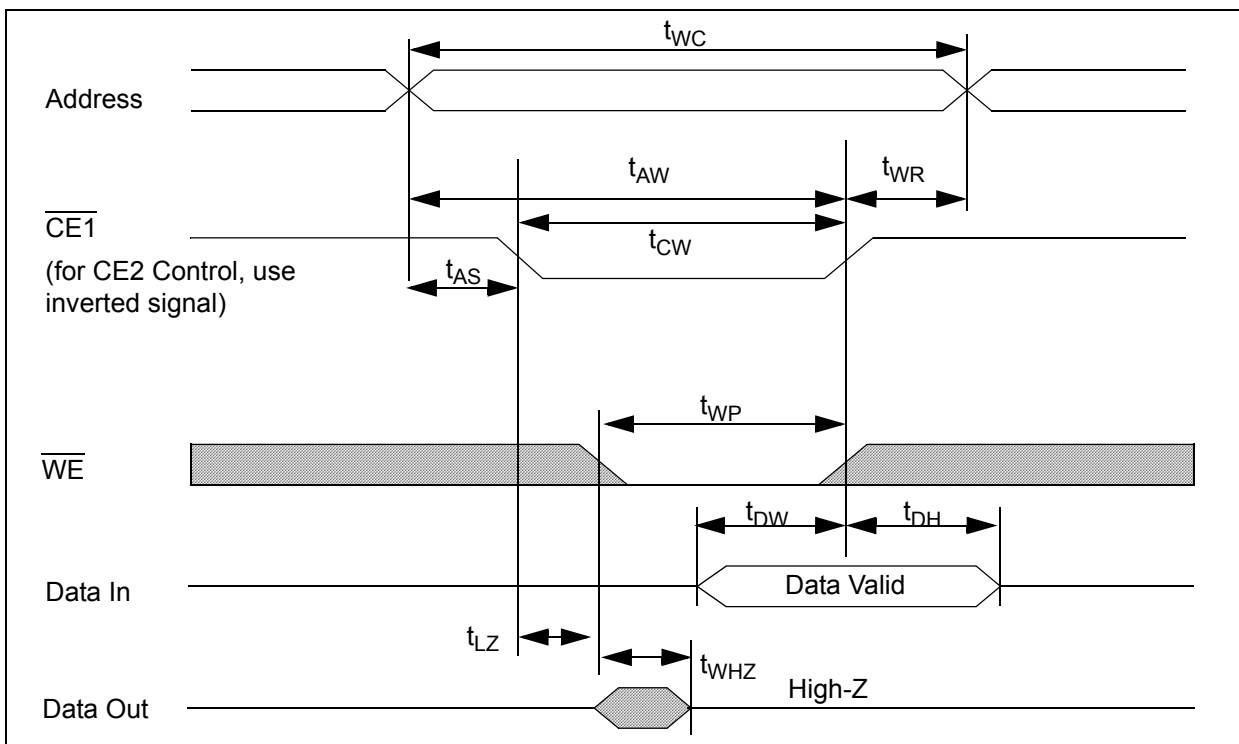 tWC
Address
tAW
tWR
CE1
tCW
(for CE2 Control, use
inverted signal)
tAS
tWP
WE
tDW
tDH
Data In
Data Valid
tLZ
tWHZ
High-Z
Data Out